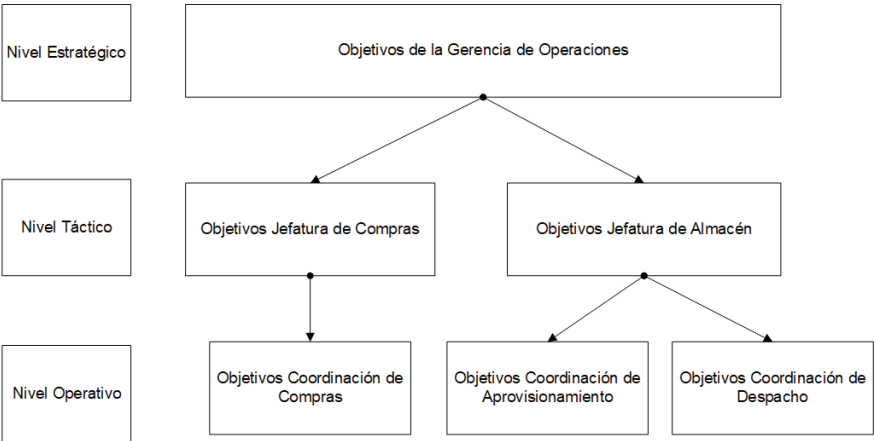 Nivel Estratégico
Objetivos de la Gerencia de Operaciones
Nivel Táctico
Objetivos Jefatura de Compras
Objetivos Jefatura de Almacén
Nivel Operativo
Objetivos Coordinación de
Compras
Objetivos Coordinación de
Aprovisionamiento
Objetivos Coordinación de
Despacho